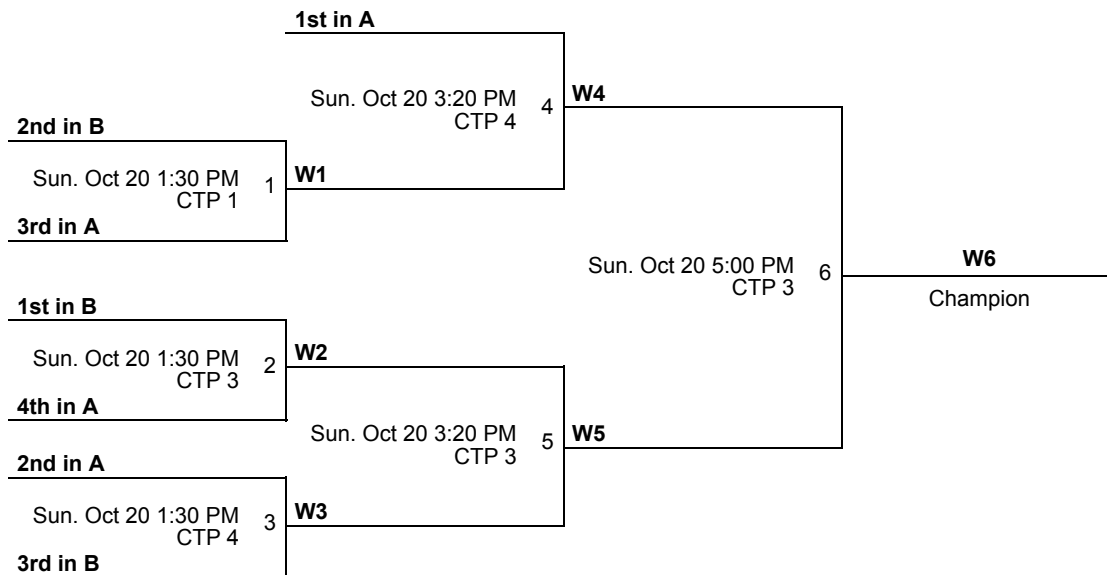 1st in A
Sun. Oct 20 3:20 PM
CTP 4
4
W4
2nd in B
Sun. Oct 20 1:30 PM
CTP 1
1
W1
3rd in A
Sun. Oct 20 5:00 PM
CTP 3
6
W6
Champion
1st in B
Sun. Oct 20 1:30 PM
CTP 3
2
W2
4th in A
Sun. Oct 20 3:20 PM
CTP 3
5
W5
2nd in A
Sun. Oct 20 1:30 PM
CTP 4
3
W3
3rd in B